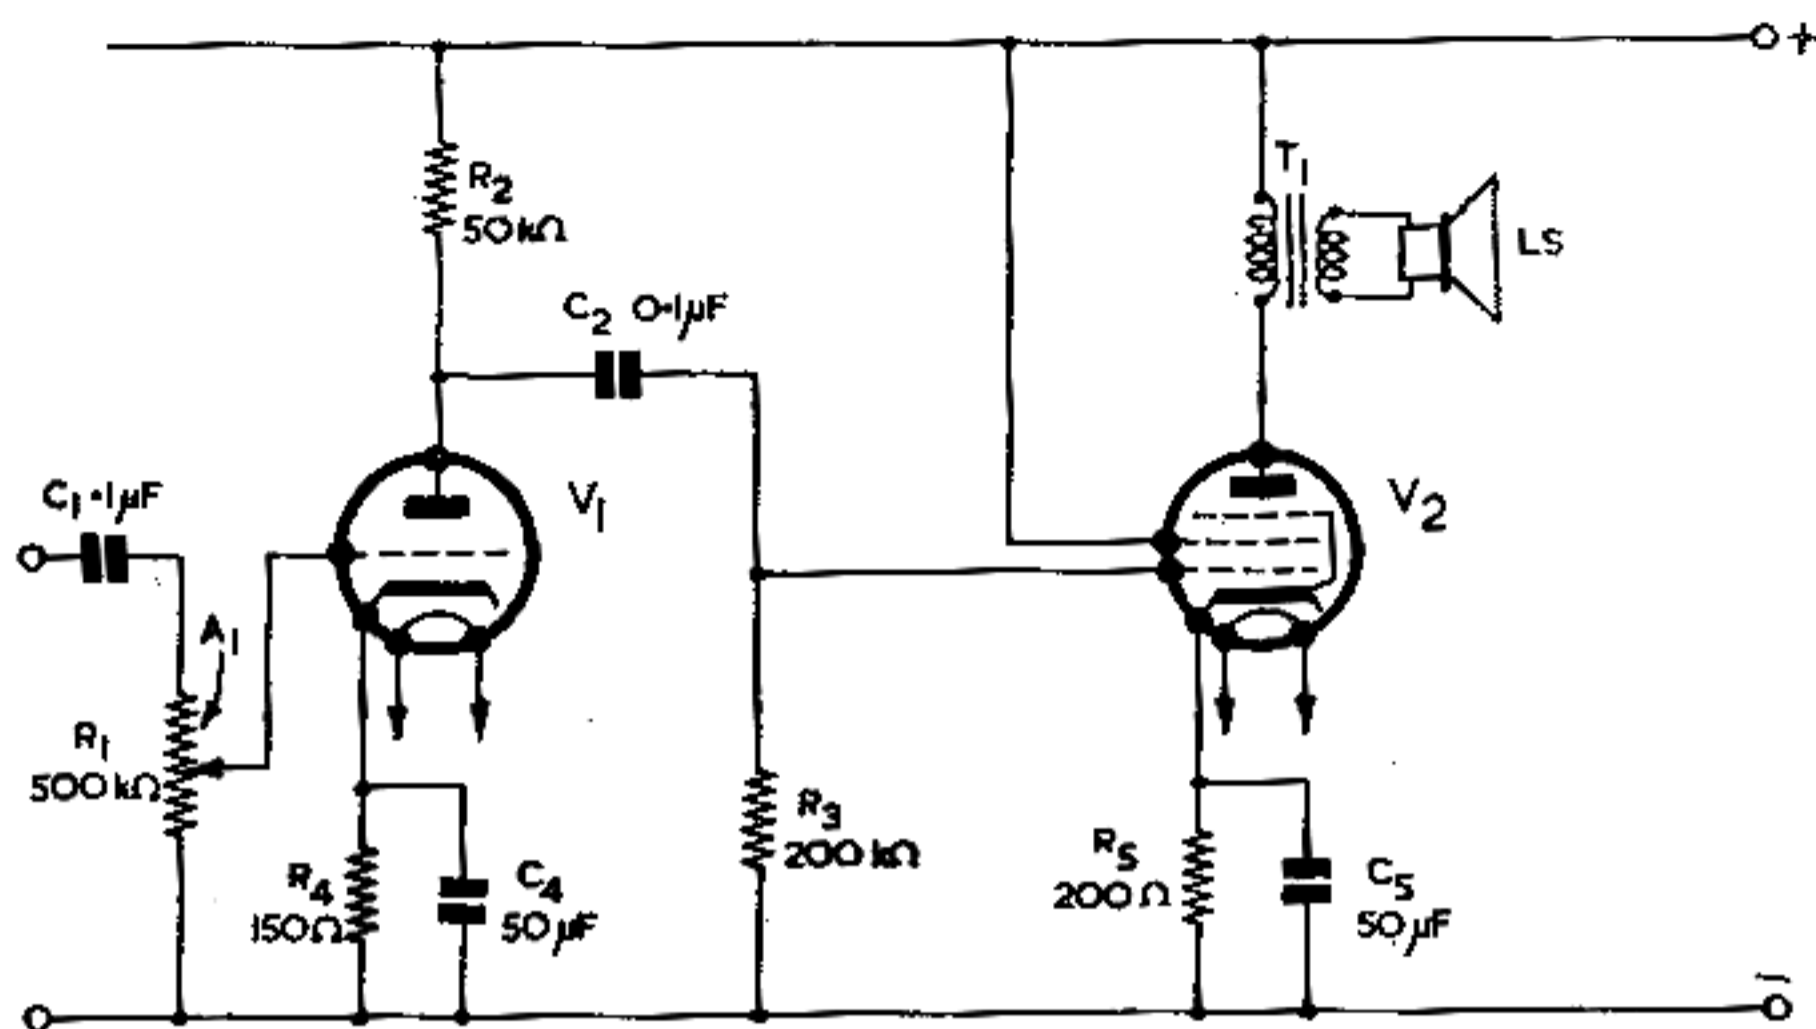 +
R2
50kΩ
T1
LS
C2 0·1µF
C1 ·1µF
V1
V2
A1
R1
500kΩ
R3
200kΩ
R4
150Ω
C4
50µF
R5
200Ω
C5
50µF
−